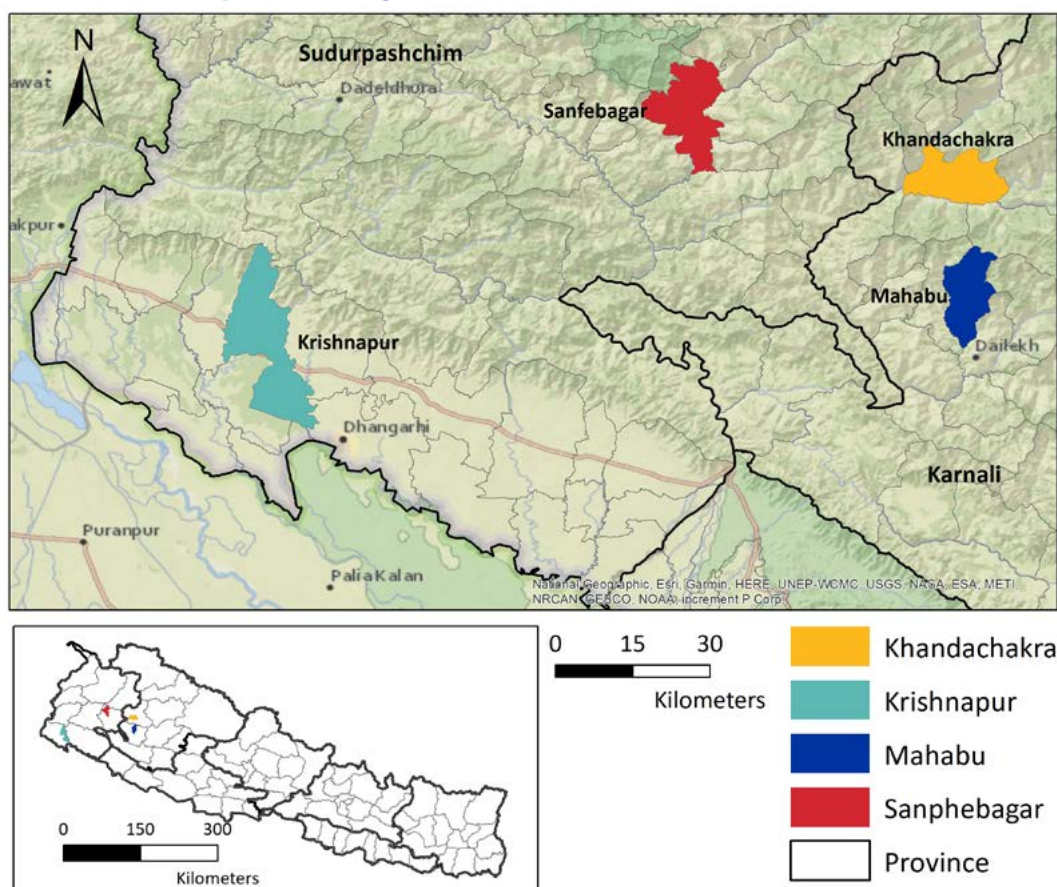 N
Sudurpashchim
Dadeldhura
awat
Sanfebagar
Khandachakra
akpur
Mahabu
Krishnapur
Dailekh
Dhangarhi
Karnali
Puranpur
Palia Kalan
National Geographic, Esri, Garmin, HERE, UNEP-WCMC, USGS, NASA, ESA, METI,
NRCAN, GEBCO, NOAA, increment P Corp.
0 15 30
Kilometers
Khandachakra
Krishnapur
Mahabu
Sanphebagar
Province
0 150 300
Kilometers